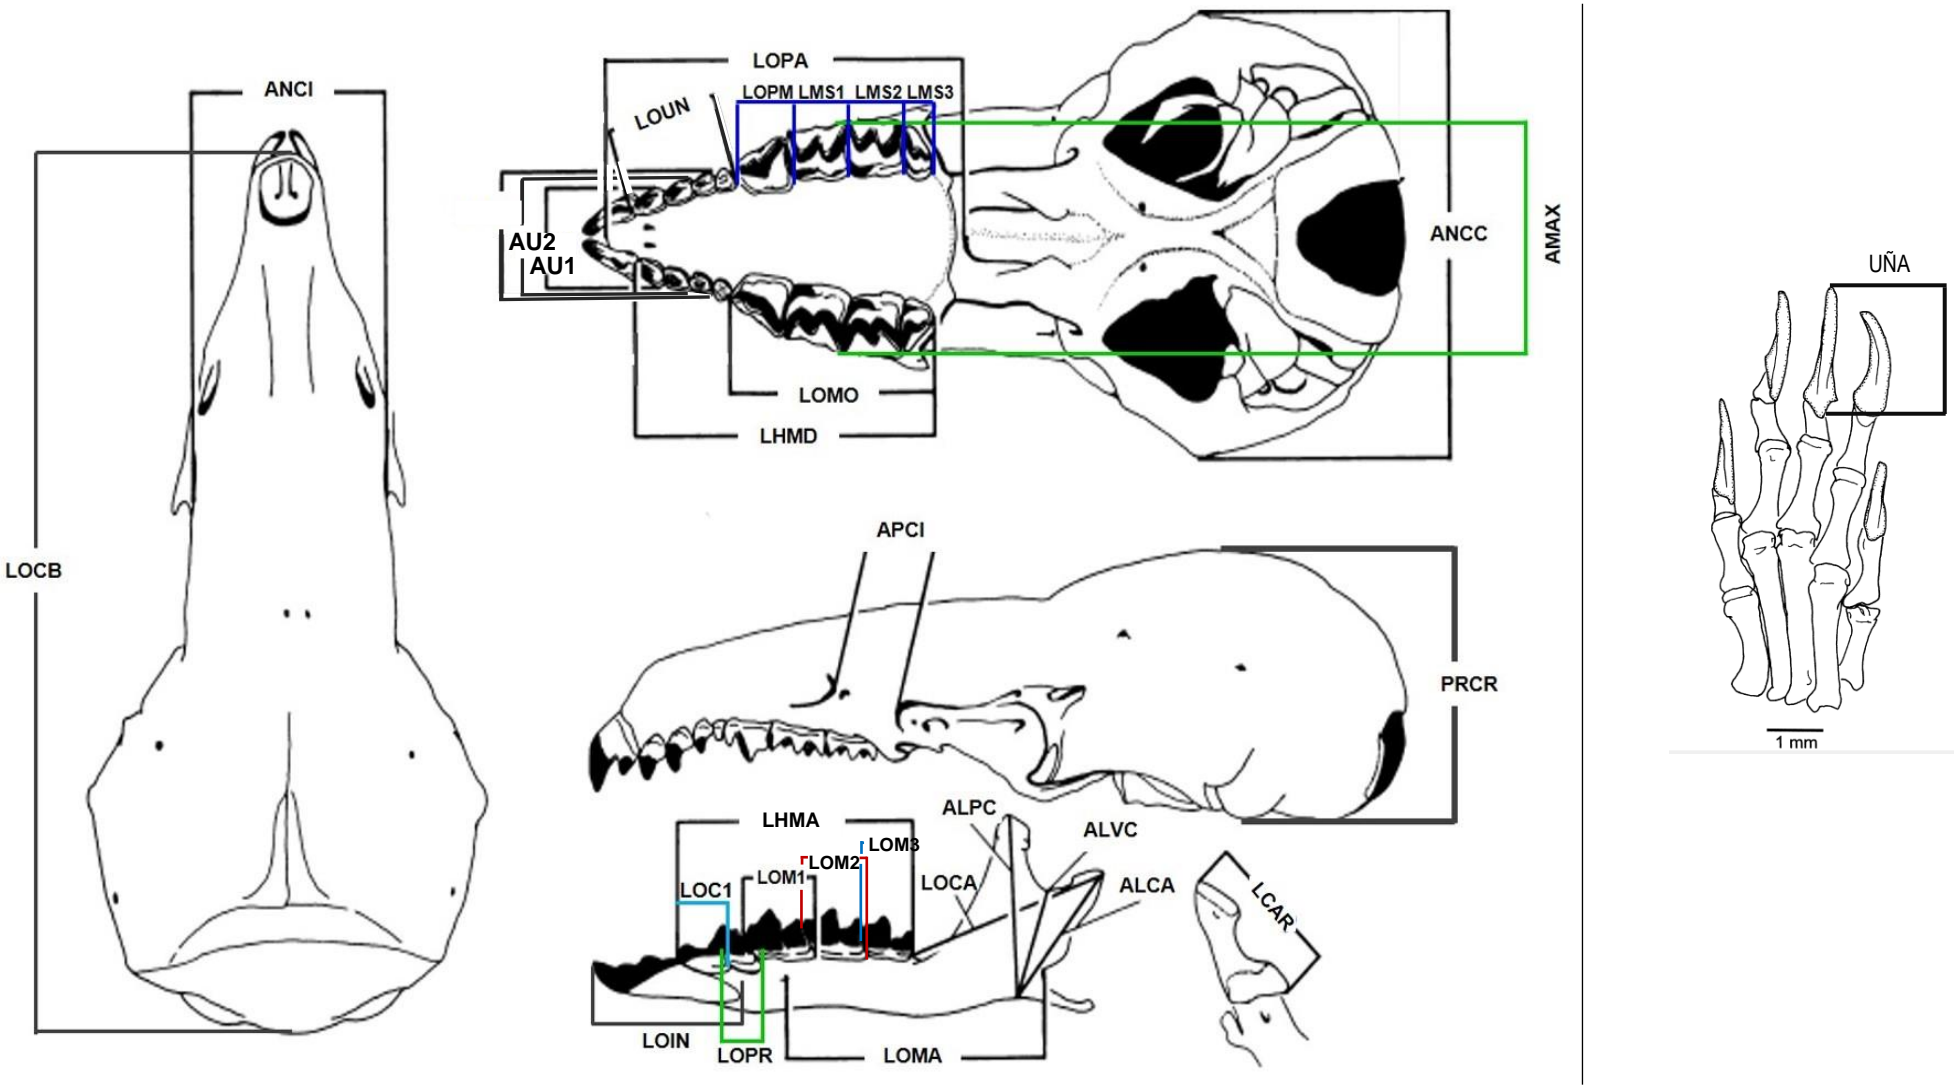 ANCI
LOCB
LOPA
LOUN
LOPM LMS1 LMS2 LMS3
AU2
AU1
ANCC
AMAX
LOMO
LHMD
APCI
PRCR
LHMA
LOC1
LOM1
LOM2
LOM3
LOCA
ALPC
ALVC
ALCA
LOIN
LOPR
LOMA
LCAR
UÑA
1 mm